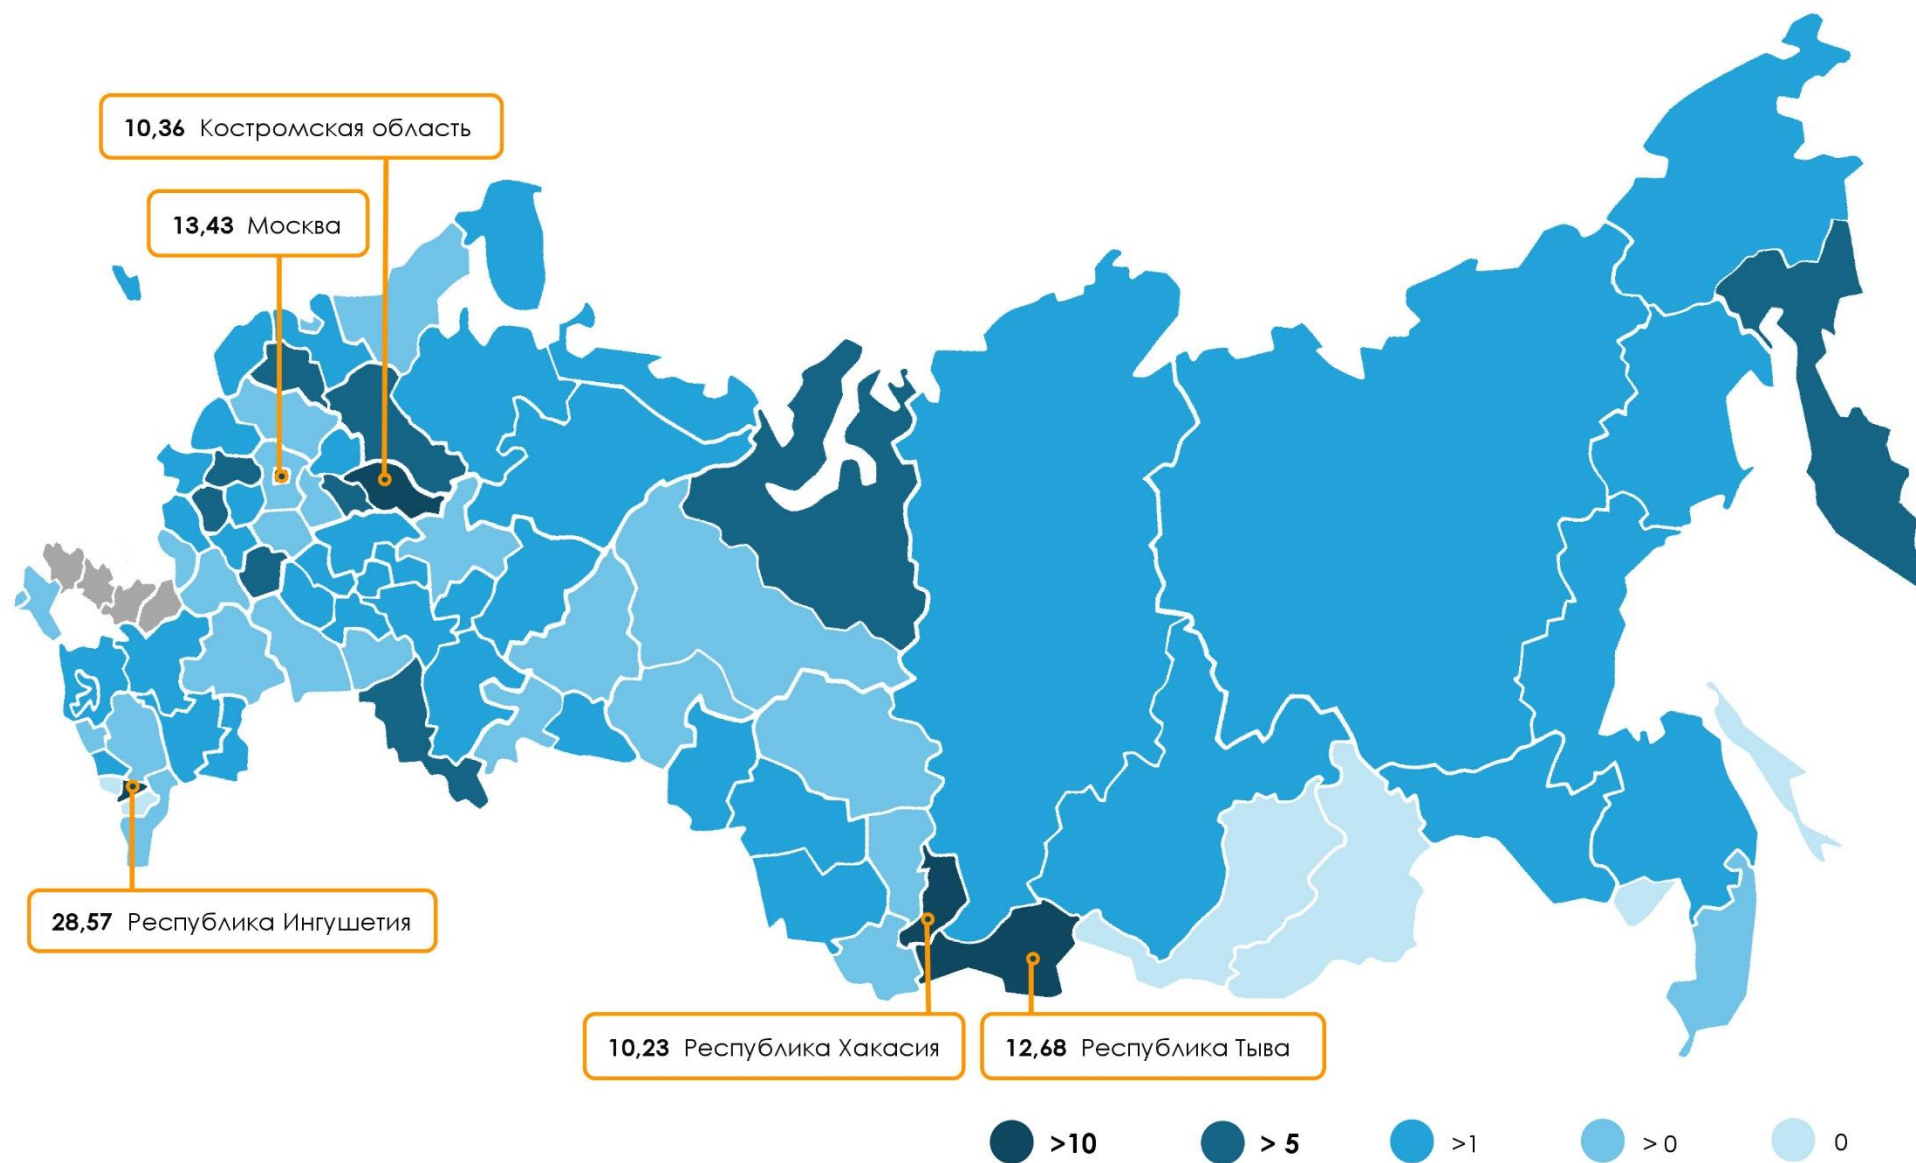 10,36 Костромская область
13,43 Москва
28,57 Республика Ингушетия
10,23 Республика Хакасия
12,68 Республика Тыва
>10
> 5
>1
> 0
0